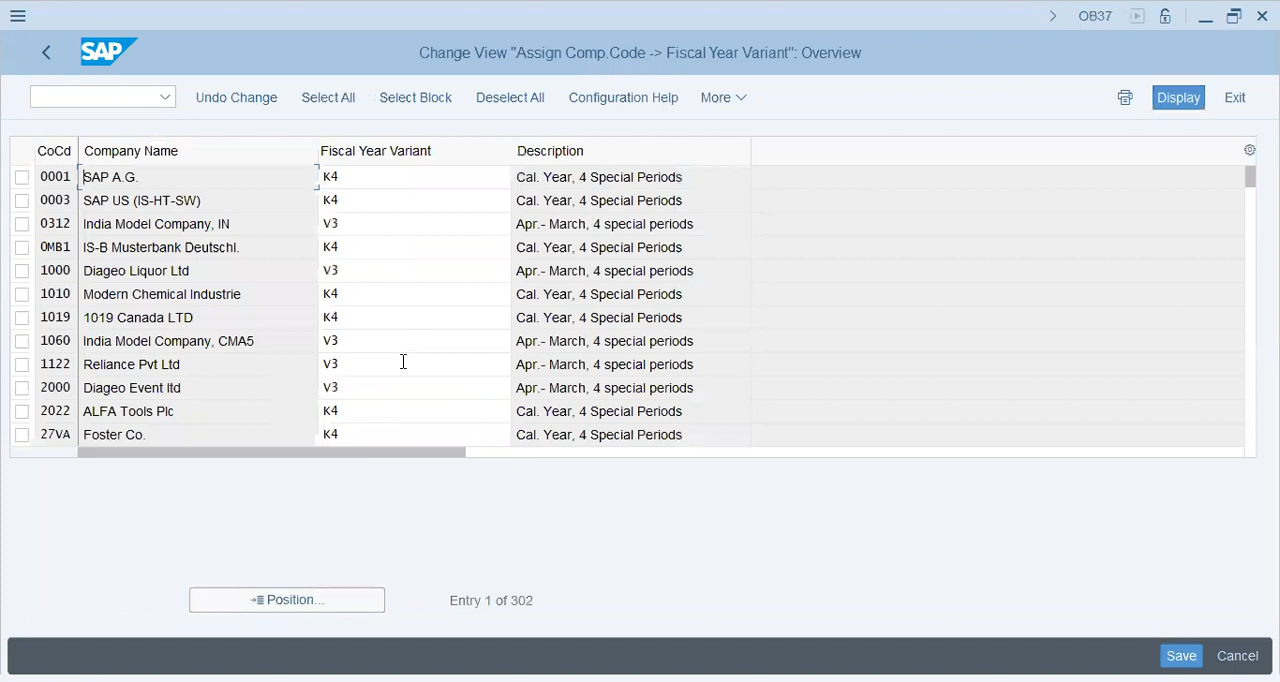 OB37
SAP
Change View "Assign Comp.Code -> Fiscal Year Variant": Overview
Undo Change Select All Select Block Deselect All Configuration Help More Display Exit
CoCd Company Name Fiscal Year Variant Description
0001 SAP A.G. K4 Cal. Year, 4 Special Periods
0003 SAP US (IS-HT-SW) K4 Cal. Year, 4 Special Periods
0312 India Model Company, IN V3 Apr.- March, 4 special periods
0MB1 IS-B Musterbank Deutschl. K4 Cal. Year, 4 Special Periods
1000 Diageo Liquor Ltd V3 Apr.- March, 4 special periods
1010 Modern Chemical Industrie K4 Cal. Year, 4 Special Periods
1019 1019 Canada LTD K4 Cal. Year, 4 Special Periods
1060 India Model Company, CMA5 V3 Apr.- March, 4 special periods
1122 Reliance Pvt Ltd V3 Apr.- March, 4 special periods
2000 Diageo Event ltd V3 Apr.- March, 4 special periods
2022 ALFA Tools Plc K4 Cal. Year, 4 Special Periods
27VA Foster Co. K4 Cal. Year, 4 Special Periods
Position... Entry 1 of 302
Save Cancel